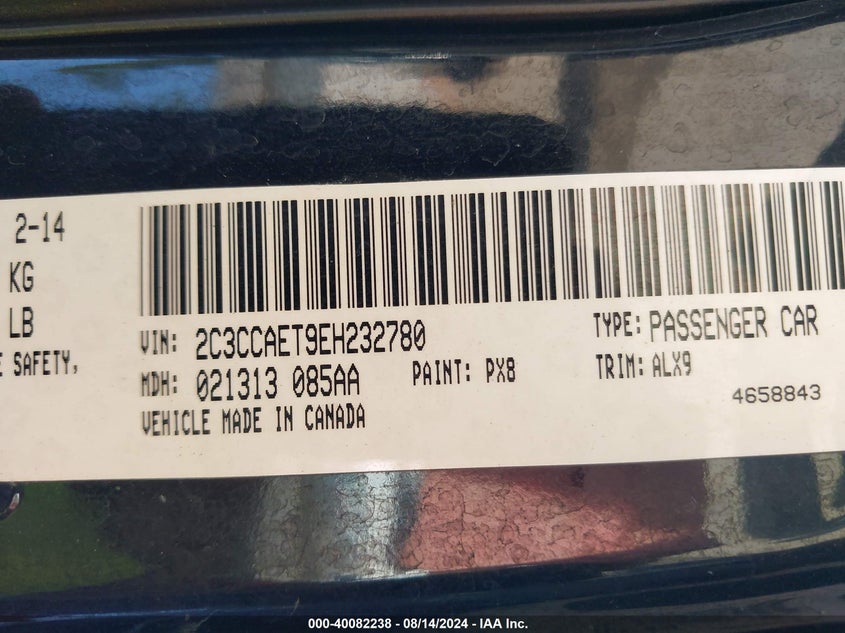 2-14
KG
LB
E SAFETY,
VIN: 2C3CCAET9EH232780
TYPE: PASSENGER CAR
MDH: 021313 085AA
PAINT: PX8
TRIM: ALX9
VEHICLE MADE IN CANADA
4658843
000-40082238 - 08/14/2024 - IAA Inc.